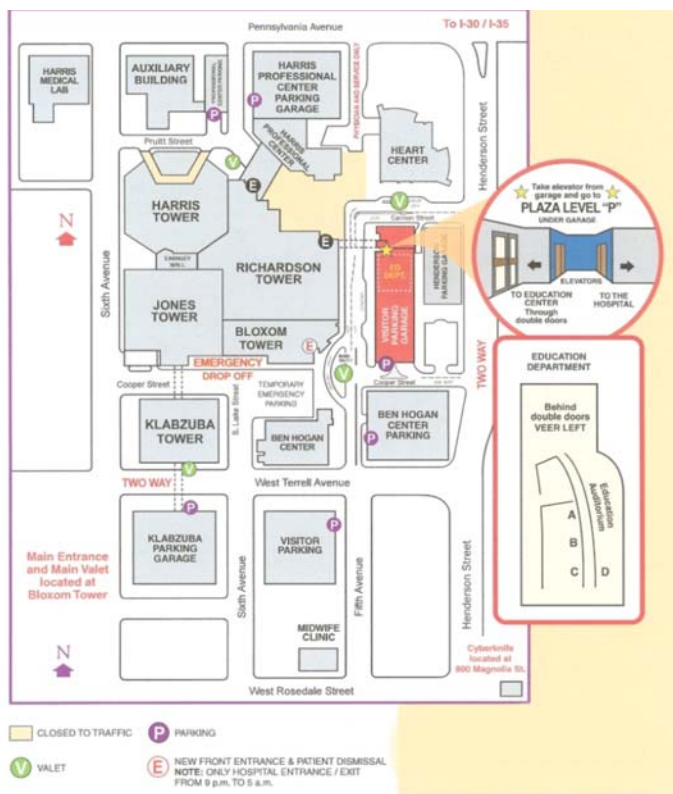 Pennsylvania Avenue
To I-30 / I-35
HARRIS
MEDICAL
LAB
AUXILIARY
BUILDING
P
HARRIS
PROFESSIONAL
CENTER
PARKING
GARAGE
P
PHYSICIAN AND SERVICE ONLY
Henderson Street
Pruitt Street
HARRIS
PROFESSIONAL
CENTER
HEART
CENTER
V
E
V
N
HARRIS
TOWER
Sixth Avenue
RICHARDSON
TOWER
E
ED
DEPT.
VISITOR
PARKING
GARAGE
HENDERSON
PARKING GARAGE
Take elevator from
garage and go to
PLAZA LEVEL "P"
UNDER GARAGE
ELEVATORS
TO EDUCATION
CENTER
Through
double doors
TO THE
HOSPITAL
JONES
TOWER
BLOXOM
TOWER
E
V
P
EMERGENCY
DROP OFF
TWO WAY
Cooper Street
Cooper Street
S. Lake Street
TEMPORARY
EMERGENCY
PARKING
KLABZUBA
TOWER
V
BEN HOGAN
CENTER
BEN HOGAN
CENTER
PARKING
P
EDUCATION
DEPARTMENT
Behind
double doors
VEER LEFT
Education
Auditorium
A
B
C
D
TWO WAY
West Terrell Avenue
P
KLABZUBA
PARKING
GARAGE
VISITOR
PARKING
P
Sixth Avenue
Fifth Avenue
Henderson Street
Main Entrance
and Main Valet
located at
Bloxom Tower
MIDWIFE
CLINIC
N
Cyberknife
located at
800 Magnolia St.
West Rosedale Street
CLOSED TO TRAFFIC
P PARKING
V VALET
E NEW FRONT ENTRANCE & PATIENT DISMISSAL
NOTE: ONLY HOSPITAL ENTRANCE / EXIT
FROM 9 p.m. TO 5 a.m.